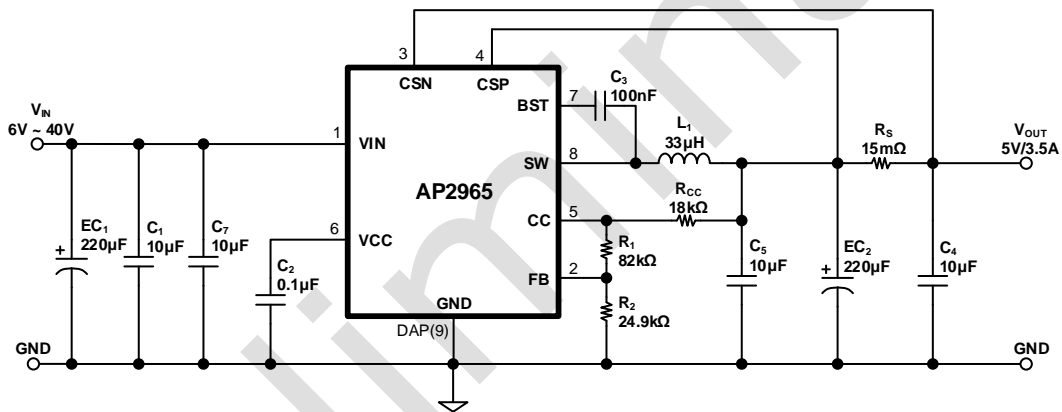 3
4
CSN
CSP
C3
100nF
7
BST
VIN
6V ~ 40V
1
VIN
L1
33µH
SW
8
RS
15mΩ
VOUT
5V/3.5A
AP2965
RCC
18kΩ
CC
5
EC1
220µF
C1
10µF
C7
10µF
6
VCC
R1
82kΩ
C2
0.1µF
C5
10µF
EC2
220µF
C4
10µF
FB
2
R2
24.9kΩ
GND
DAP(9)
GND
GND